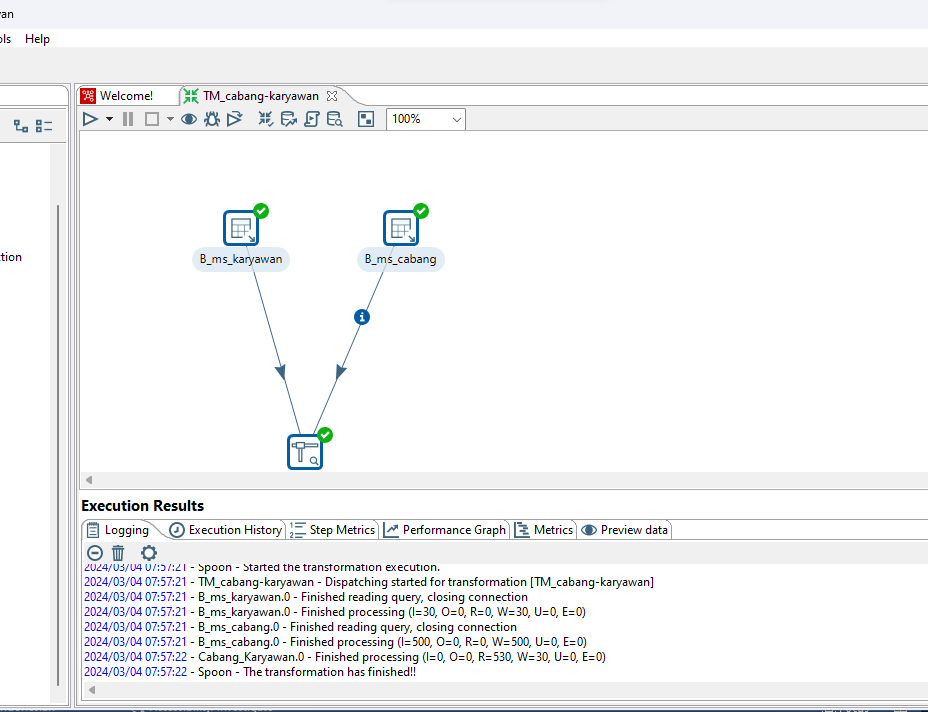 van
ols Help
Welcome! TM_cabang-karyawan
100%
tion
B_ms_karyawan B_ms_cabang
Execution Results
Logging Execution History Step Metrics Performance Graph Metrics Preview data
2024/03/04 07:57:21 - Spoon - Started the transformation execution.
2024/03/04 07:57:21 - TM_cabang-karyawan - Dispatching started for transformation [TM_cabang-karyawan]
2024/03/04 07:57:21 - B_ms_karyawan.0 - Finished reading query, closing connection
2024/03/04 07:57:21 - B_ms_karyawan.0 - Finished processing (I=30, O=0, R=0, W=30, U=0, E=0)
2024/03/04 07:57:21 - B_ms_cabang.0 - Finished reading query, closing connection
2024/03/04 07:57:21 - B_ms_cabang.0 - Finished processing (I=500, O=0, R=0, W=500, U=0, E=0)
2024/03/04 07:57:22 - Cabang_Karyawan.0 - Finished processing (I=0, O=0, R=530, W=30, U=0, E=0)
2024/03/04 07:57:22 - Spoon - The transformation has finished!!